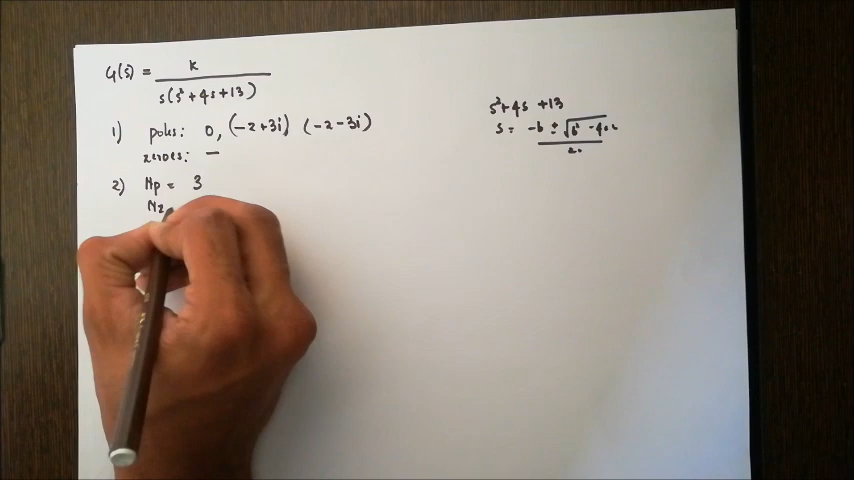 G(s) = K
s(s²+4s+13)
1) poles: 0, (-2+3i) (-2-3i)
zeroes: —
2) Np = 3
Nz
s²+4s +13
s = -b ± √b² -4ac
2a